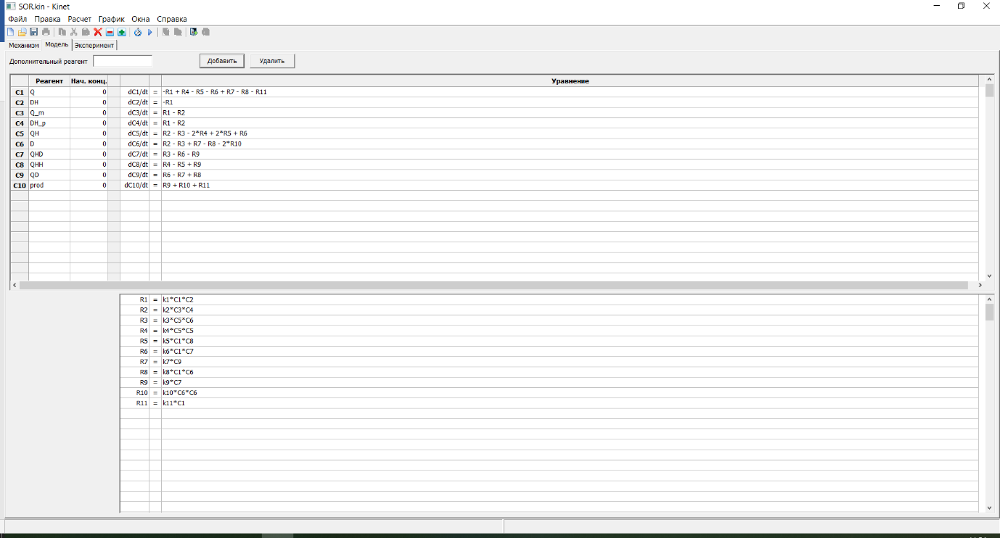 SOR.kin - Kinet
Файл Правка Расчет График Окна Справка
Механизм Модель Эксперимент
Дополнительный реагент Добавить Удалить
Реагент Нач. конц. Уравнение
C1 Q 0 dC1/dt = -R1 + R4 - R5 - R6 + R7 - R8 - R11
C2 DH 0 dC2/dt = -R1
C3 Q_m 0 dC3/dt = R1 - R2
C4 DH_p 0 dC4/dt = R1 - R2
C5 QH 0 dC5/dt = R2 - R3 - 2*R4 + 2*R5 + R6
C6 D 0 dC6/dt = R2 - R3 + R7 - R8 - 2*R10
C7 QHD 0 dC7/dt = R3 - R6 - R9
C8 QHH 0 dC8/dt = R4 - R5 + R9
C9 QD 0 dC9/dt = R6 - R7 + R8
C10 prod 0 dC10/dt = R9 + R10 + R11
R1 = k1*C1*C2
R2 = k2*C3*C4
R3 = k3*C5*C6
R4 = k4*C5*C5
R5 = k5*C1*C8
R6 = k6*C1*C7
R7 = k7*C9
R8 = k8*C1*C6
R9 = k9*C7
R10 = k10*C6*C6
R11 = k11*C1